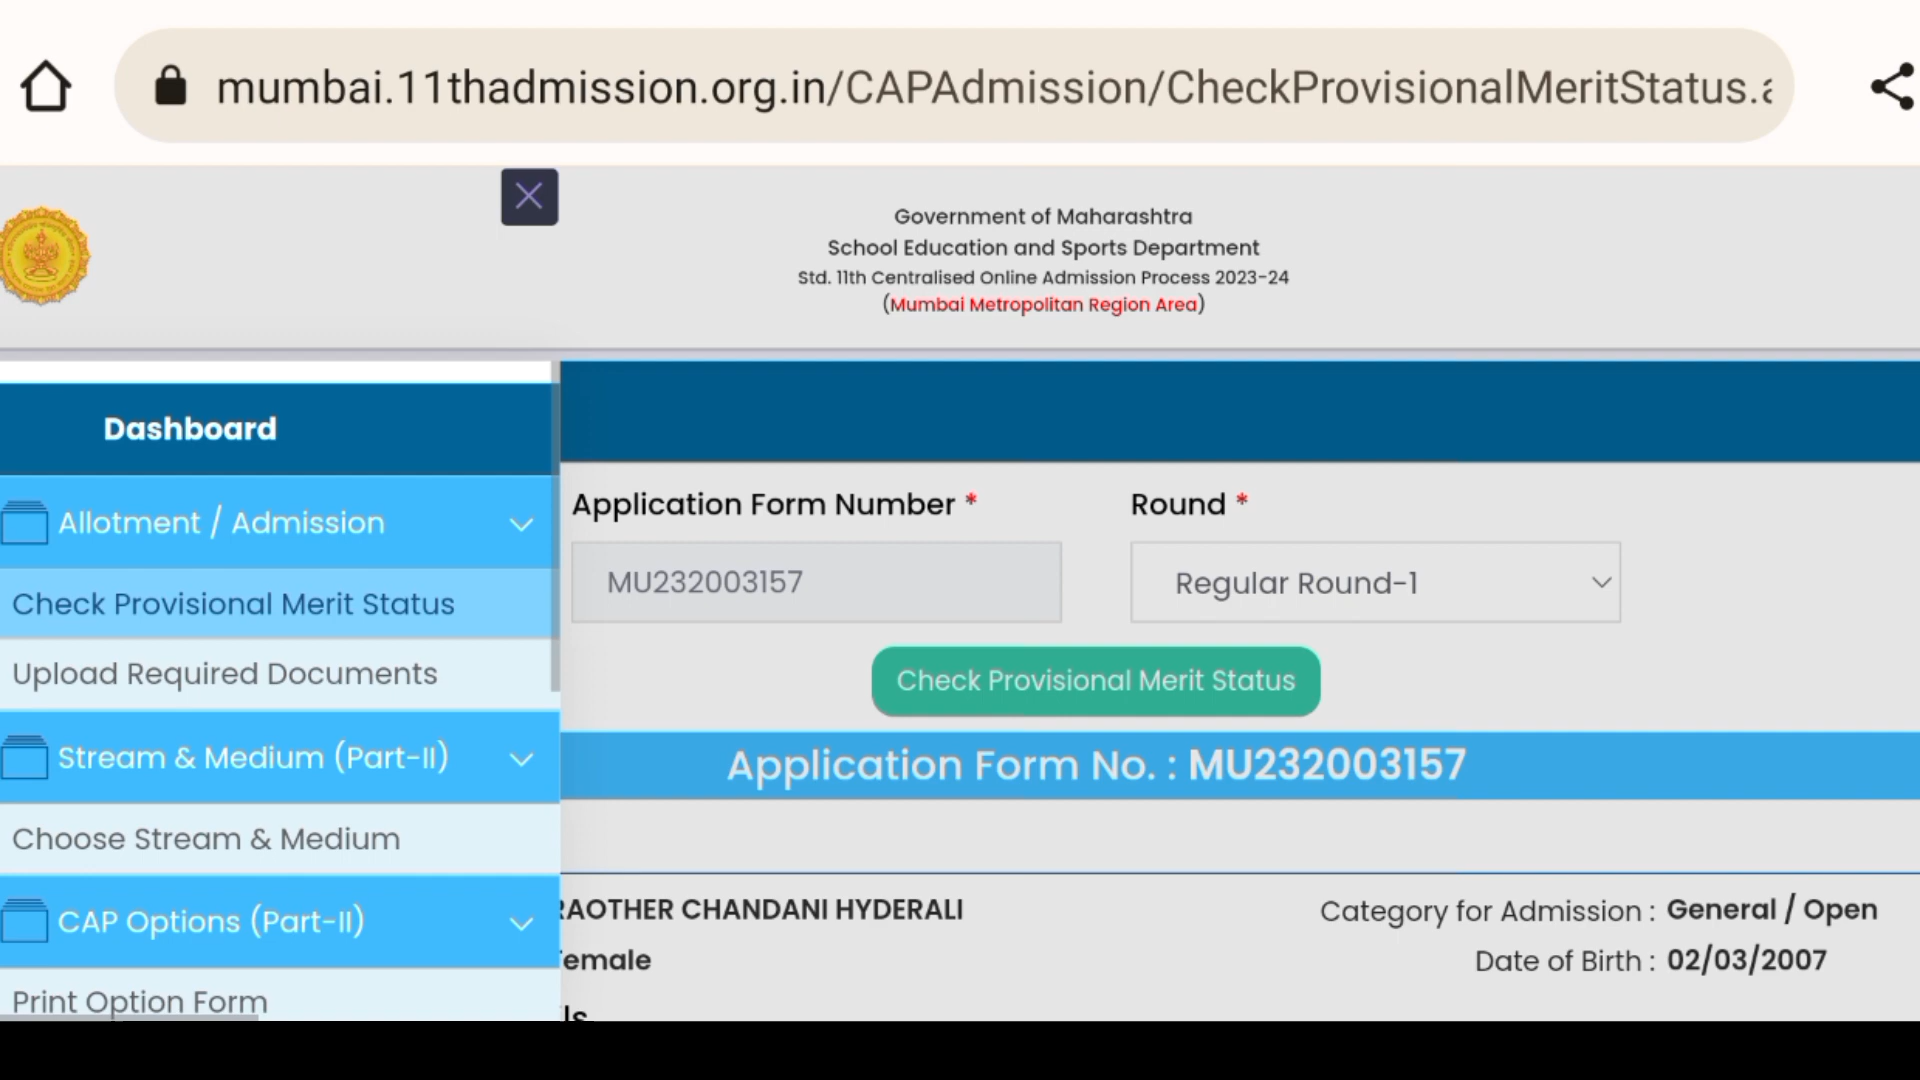 mumbai.11thadmission.org.in/CAPAdmission/CheckProvisionalMeritStatus.
Government of Maharashtra
School Education and Sports Department
Std. 11th Centralised Online Admission Process 2023-24
(Mumbai Metropolitan Region Area)
Dashboard
Allotment / Admission
Check Provisional Merit Status
Upload Required Documents
Stream & Medium (Part-II)
Choose Stream & Medium
CAP Options (Part-II)
Print Option Form
Application Form Number *
Round *
MU232003157
Regular Round-1
Check Provisional Merit Status
Application Form No. : MU232003157
RAOTHER CHANDANI HYDERALI
Category for Admission : General / Open
emale
Date of Birth : 02/03/2007
ls